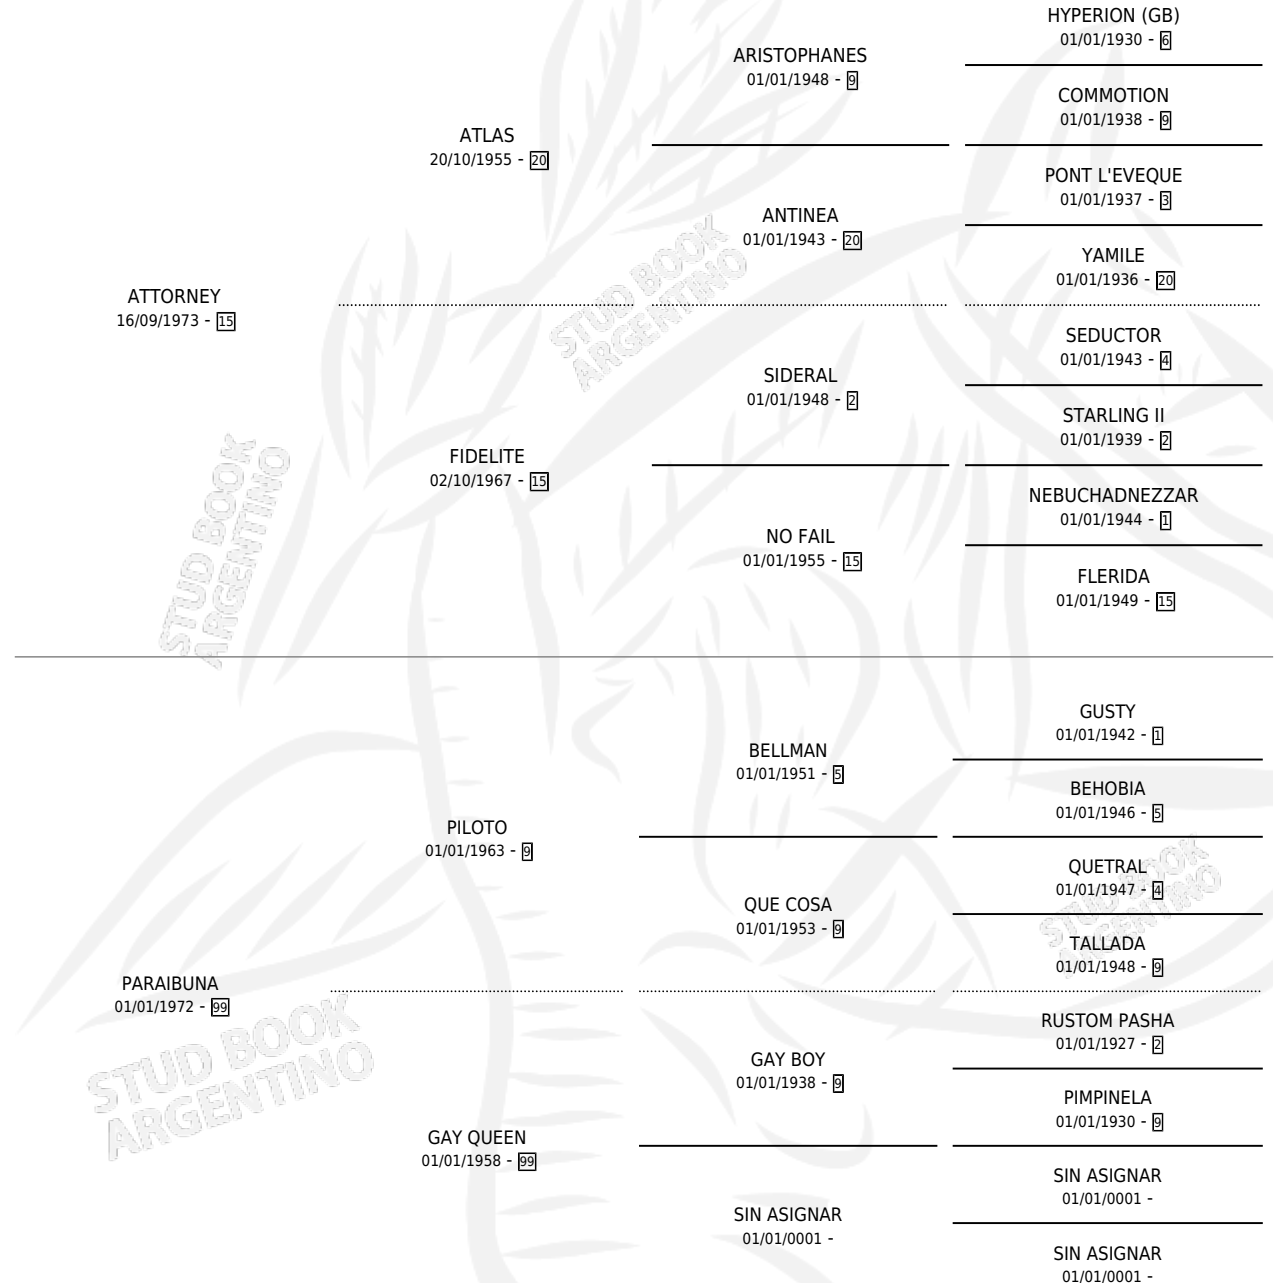 HYPERION (GB)
01/01/1930 - 6
ARISTOPHANES
01/01/1948 - 9
COMMOTION
01/01/1938 - 9
ATLAS
20/10/1955 - 20
PONT L'EVEQUE
01/01/1937 - 3
ANTINEA
01/01/1943 - 20
YAMILE
01/01/1936 - 20
ATTORNEY
16/09/1973 - 15
STUD BOOK
ARGENTINO
SEDUCTOR
01/01/1943 - 4
SIDERAL
01/01/1948 - 2
STARLING II
01/01/1939 - 2
FIDELITE
02/10/1967 - 15
NEBUCHADNEZZAR
01/01/1944 - 1
NO FAIL
01/01/1955 - 15
FLERIDA
01/01/1949 - 15
STUD BOOK
ARGENTINO
GUSTY
01/01/1942 - 1
BELLMAN
01/01/1951 - 5
BEHOBIA
01/01/1946 - 5
PILOTO
01/01/1963 - 9
QUETRAL
01/01/1947 - 4
QUE COSA
01/01/1953 - 9
TALLADA
01/01/1948 - 9
STUD BOOK
ARGENTINO
PARAIBUNA
01/01/1972 - 99
RUSTOM PASHA
01/01/1927 - 2
GAY BOY
01/01/1938 - 9
PIMPINELA
01/01/1930 - 9
STUD BOOK
ARGENTINO
GAY QUEEN
01/01/1958 - 99
SIN ASIGNAR
01/01/0001 -
SIN ASIGNAR
01/01/0001 -
SIN ASIGNAR
01/01/0001 -